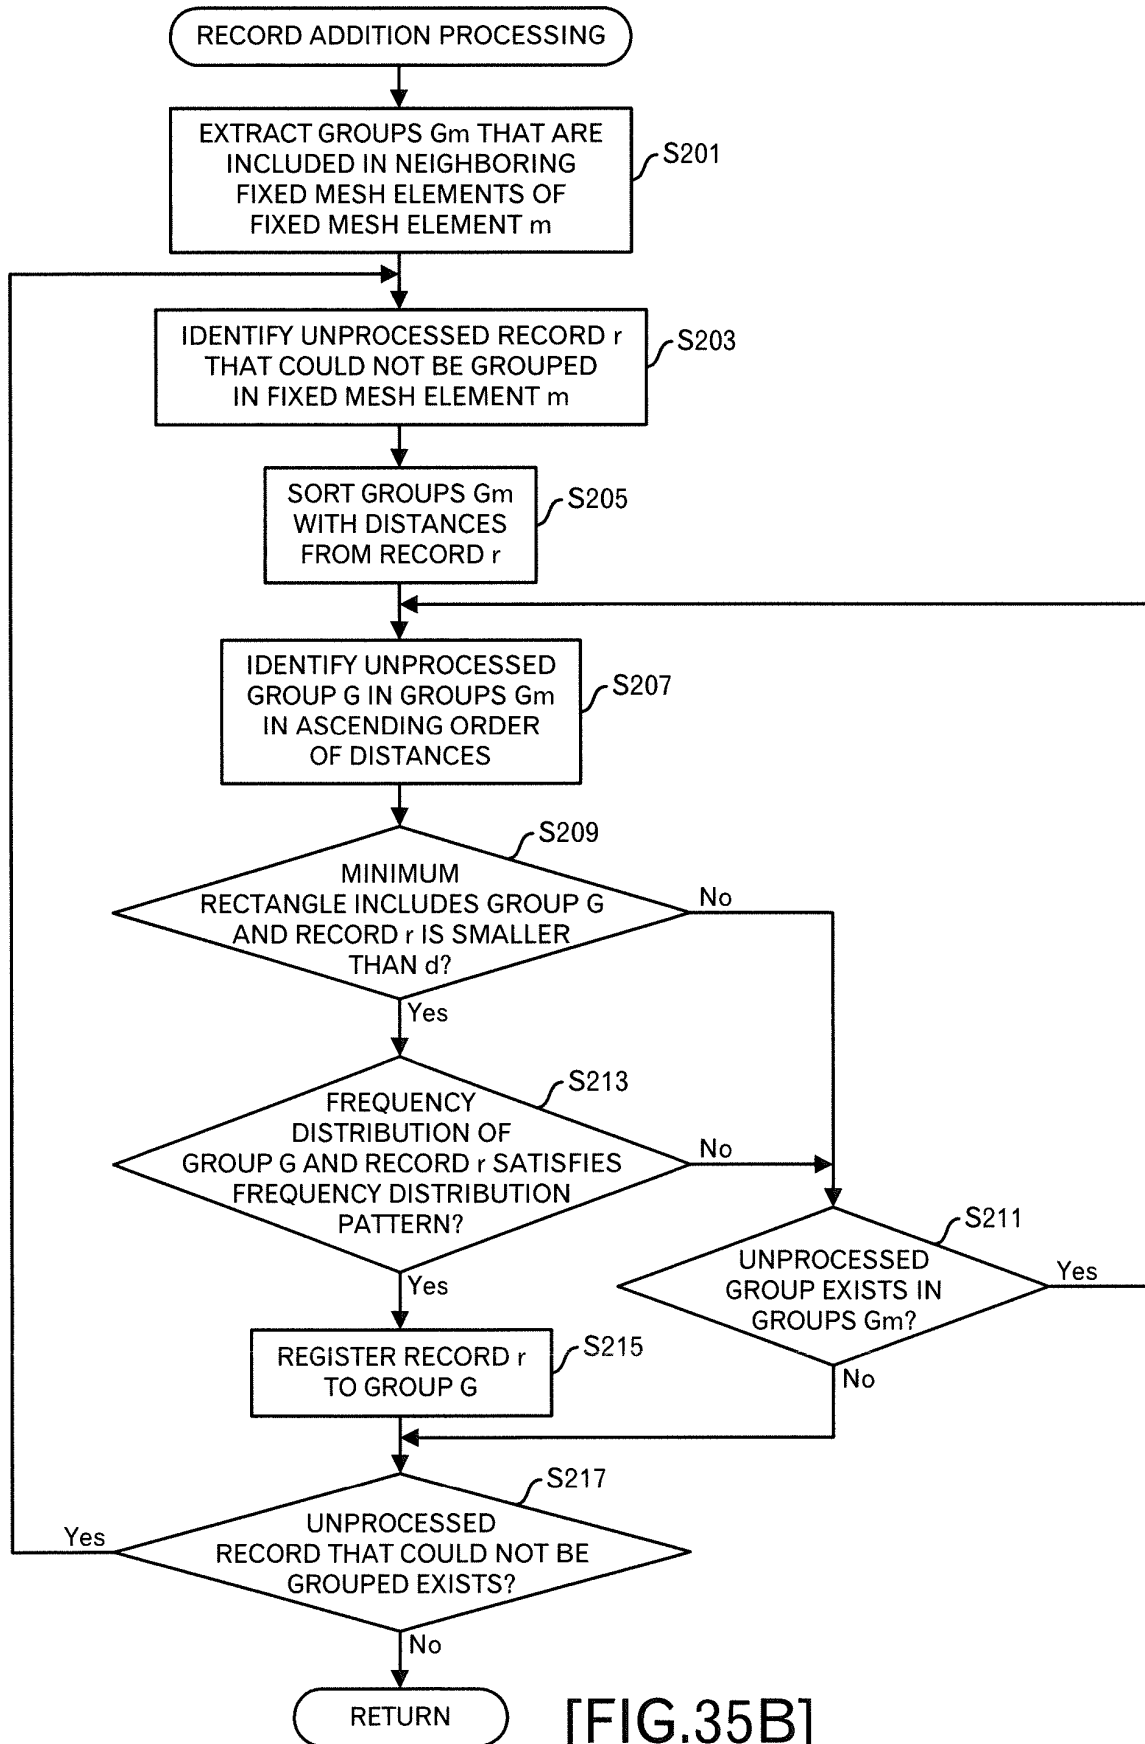 RECORD ADDITION PROCESSING
EXTRACT GROUPS Gm THAT ARE
INCLUDED IN NEIGHBORING
FIXED MESH ELEMENTS OF
FIXED MESH ELEMENT m
S201
IDENTIFY UNPROCESSED RECORD r
THAT COULD NOT BE GROUPED
IN FIXED MESH ELEMENT m
S203
SORT GROUPS Gm
WITH DISTANCES
FROM RECORD r
S205
IDENTIFY UNPROCESSED
GROUP G IN GROUPS Gm
IN ASCENDING ORDER
OF DISTANCES
S207
S209
MINIMUM
RECTANGLE INCLUDES GROUP G
AND RECORD r IS SMALLER
THAN d?
No
Yes
S213
FREQUENCY
DISTRIBUTION OF
GROUP G AND RECORD r SATISFIES
FREQUENCY DISTRIBUTION
PATTERN?
No
Yes
S211
UNPROCESSED
GROUP EXISTS IN
GROUPS Gm?
Yes
No
REGISTER RECORD r
TO GROUP G
S215
S217
UNPROCESSED
RECORD THAT COULD NOT BE
GROUPED EXISTS?
Yes
No
RETURN
[FIG.35B]